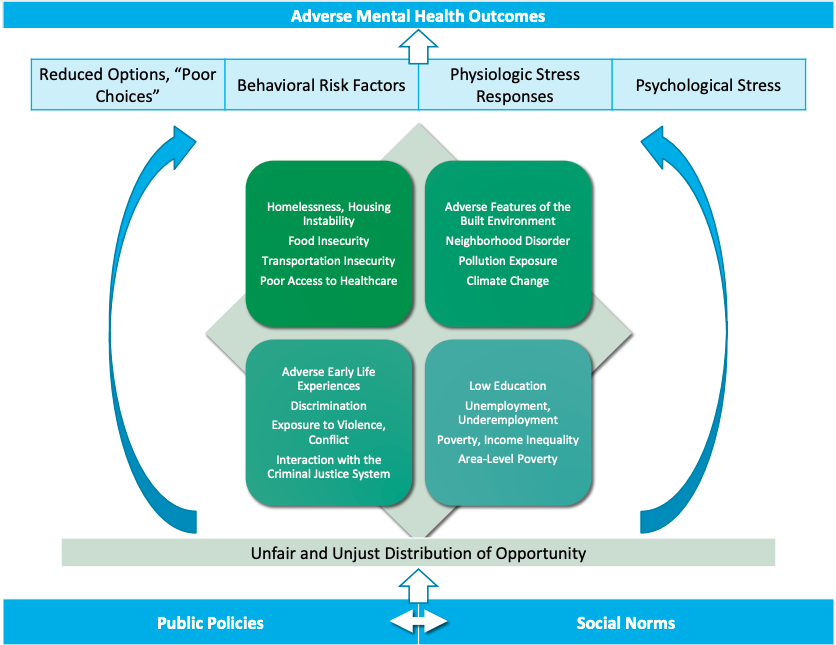 Adverse Mental Health Outcomes
Reduced Options, “Poor
Choices”
Behavioral Risk Factors
Physiologic Stress
Responses
Psychological Stress
Homelessness, Housing
Instability
Food Insecurity
Transportation Insecurity
Poor Access to Healthcare
Adverse Features of the
Built Environment
Neighborhood Disorder
Pollution Exposure
Climate Change
Adverse Early Life
Experiences
Discrimination
Exposure to Violence,
Conflict
Interaction with the
Criminal Justice System
Low Education
Unemployment,
Underemployment
Poverty, Income Inequality
Area-Level Poverty
Unfair and Unjust Distribution of Opportunity
Public Policies
Social Norms